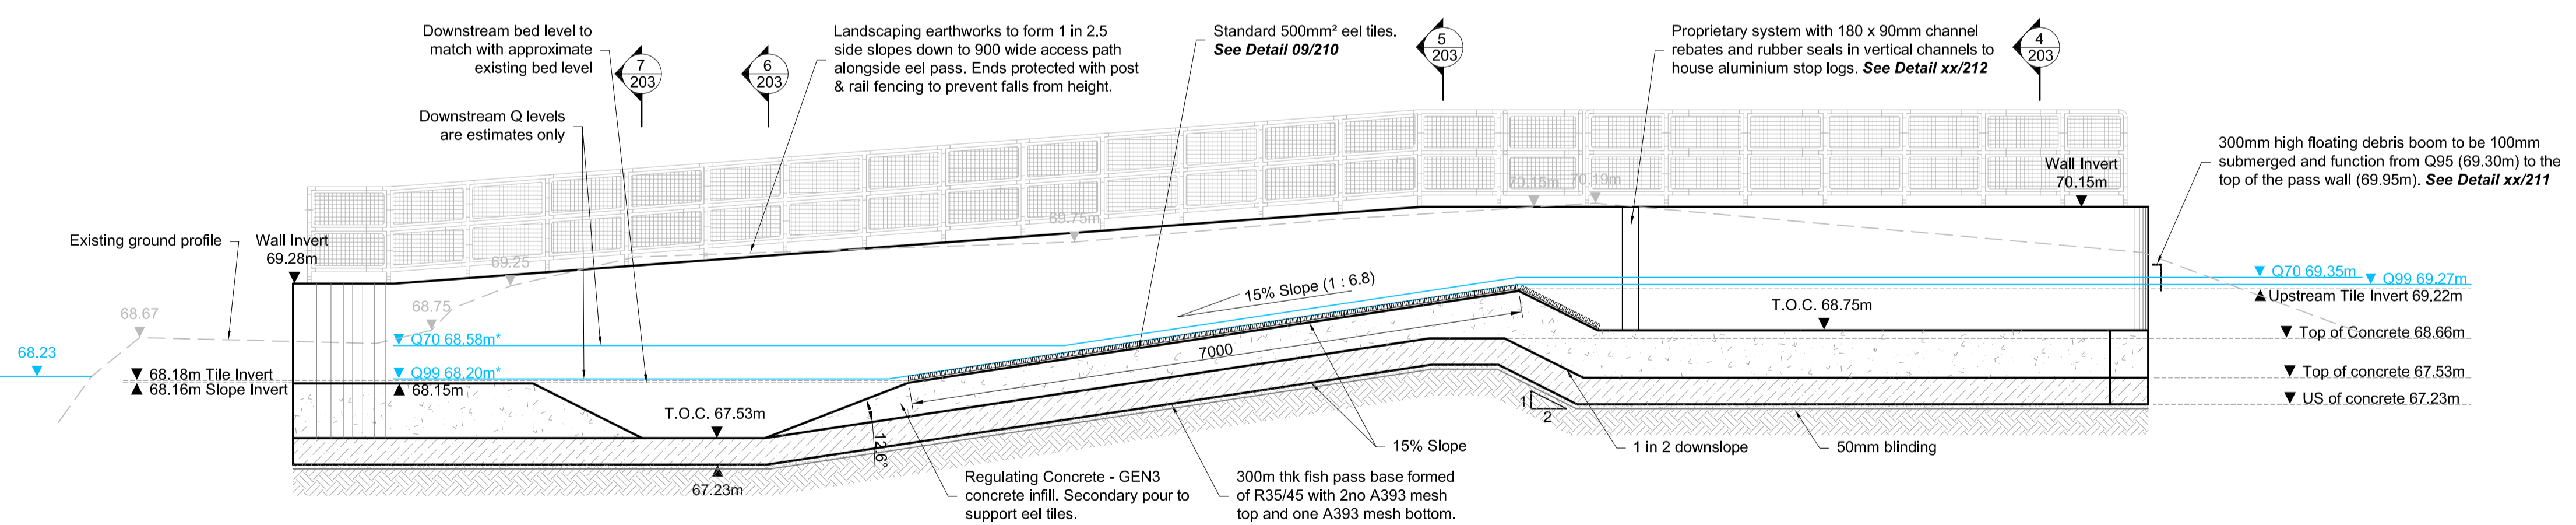 Downstream bed level to
match with approximate
existing bed level
7
203
6
203
Landscaping earthworks to form 1 in 2.5
side slopes down to 900 wide access path
alongside eel pass. Ends protected with post
& rail fencing to prevent falls from height.
Standard 500mm² eel tiles.
See Detail 09/210
5
203
Proprietary system with 180 x 90mm channel
rebates and rubber seals in vertical channels to
house aluminium stop logs. See Detail xx/212
4
203
Downstream Q levels
are estimates only
300mm high floating debris boom to be 100mm
submerged and function from Q95 (69.30m) to the
top of the pass wall (69.95m). See Detail xx/211
Wall Invert
70.15m
70.15m
70.19m
69.75m
Existing ground profile
Wall Invert
69.28m
69.25
68.75
68.67
68.23
Q70 68.58m*
Q99 68.20m*
68.18m Tile Invert
68.16m Slope Invert
68.15m
T.O.C. 67.53m
67.23m
12.6°
15% Slope (1 : 6.8)
7000
T.O.C. 68.75m
Q70 69.35m
Q99 69.27m
Upstream Tile Invert 69.22m
Top of Concrete 68.66m
Top of concrete 67.53m
US of concrete 67.23m
1
2
15% Slope
1 in 2 downslope
50mm blinding
Regulating Concrete - GEN3
concrete infill. Secondary pour to
support eel tiles.
300m thk fish pass base formed
of R35/45 with 2no A393 mesh
top and one A393 mesh bottom.